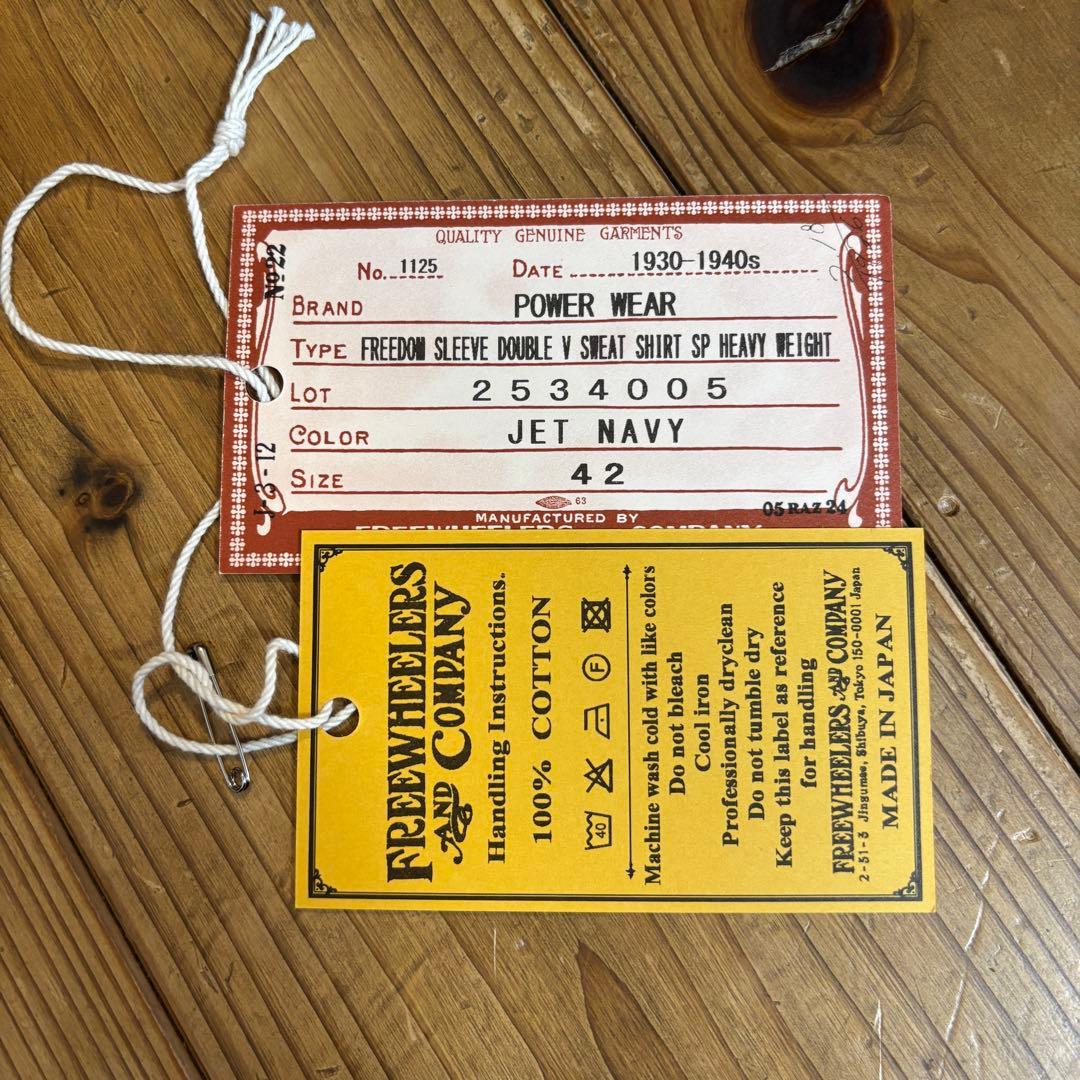 QUALITY GENUINE GARMENTS
No. 1125 DATE 1930-1940s
BRAND POWER WEAR
TYPE FREEDOM SLEEVE DOUBLE V SWEAT SHIRT SP HEAVY WEIGHT
LOT 2534005
COLOR JET NAVY
SIZE 42
63
MANUFACTURED BY
05 RAZ 24
FREEWHEELERS COMPANY
No 22
FREEWHEELERS
AND COMPANY
Handling Instructions.
100% COTTON
40 F
Machine wash cold with like colors
Do not bleach
Cool iron
Professionally dryclean
Do not tumble dry
Keep this label as reference
for handling
FREEWHEELERS AND COMPANY
2-31-3 Jingumae, Shibuya, Tokyo 150-0001 Japan
MADE IN JAPAN